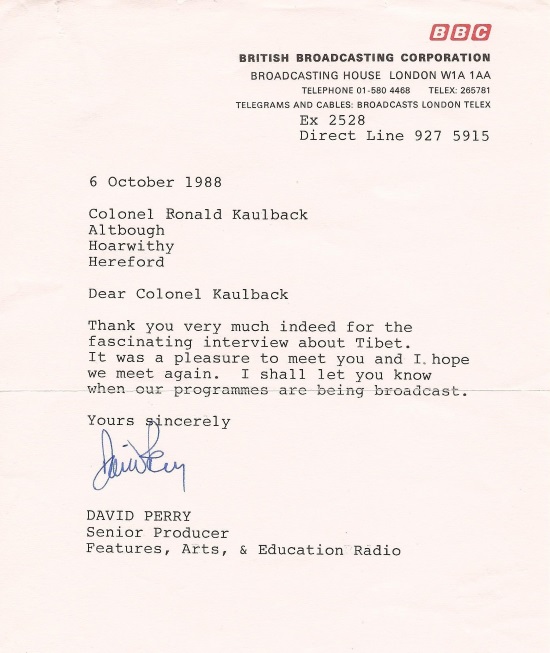 BBC
BRITISH BROADCASTING CORPORATION
BROADCASTING HOUSE LONDON W1A 1AA
TELEPHONE 01-580 4468 TELEX: 265781
TELEGRAMS AND CABLES: BROADCASTS LONDON TELEX
Ex 2528
Direct Line 927 5915
6 October 1988
Colonel Ronald Kaulback
Altbough
Hoarwithy
Hereford
Dear Colonel Kaulback
Thank you very much indeed for the
fascinating interview about Tibet.
It was a pleasure to meet you and I hope
we meet again. I shall let you know
when our programmes are being broadcast.
Yours sincerely
David Perry
DAVID PERRY
Senior Producer
Features, Arts, & Education Radio